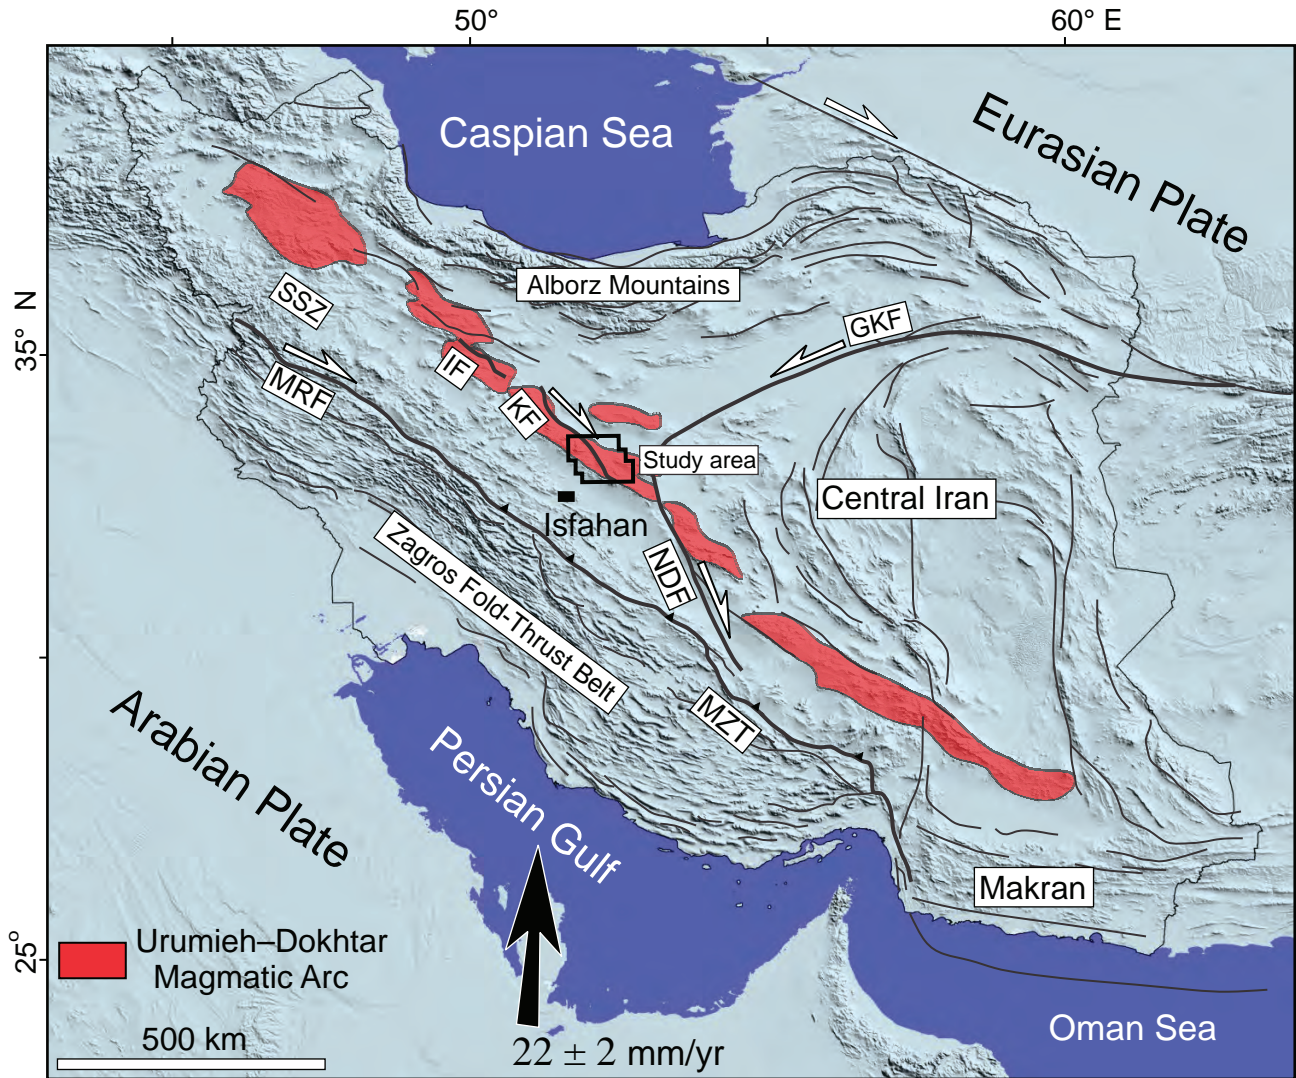 50°
60° E
Caspian Sea
Eurasian Plate
Alborz Mountains
SSZ
35° N
GKF
IF
MRF
KF
Study area
Central Iran
Isfahan
NDF
Zagros Fold-Thrust Belt
MZT
Arabian Plate
Persian Gulf
Makran
Urumieh–Dokhtar
Magmatic Arc
25°
500 km
22 ± 2 mm/yr
Oman Sea